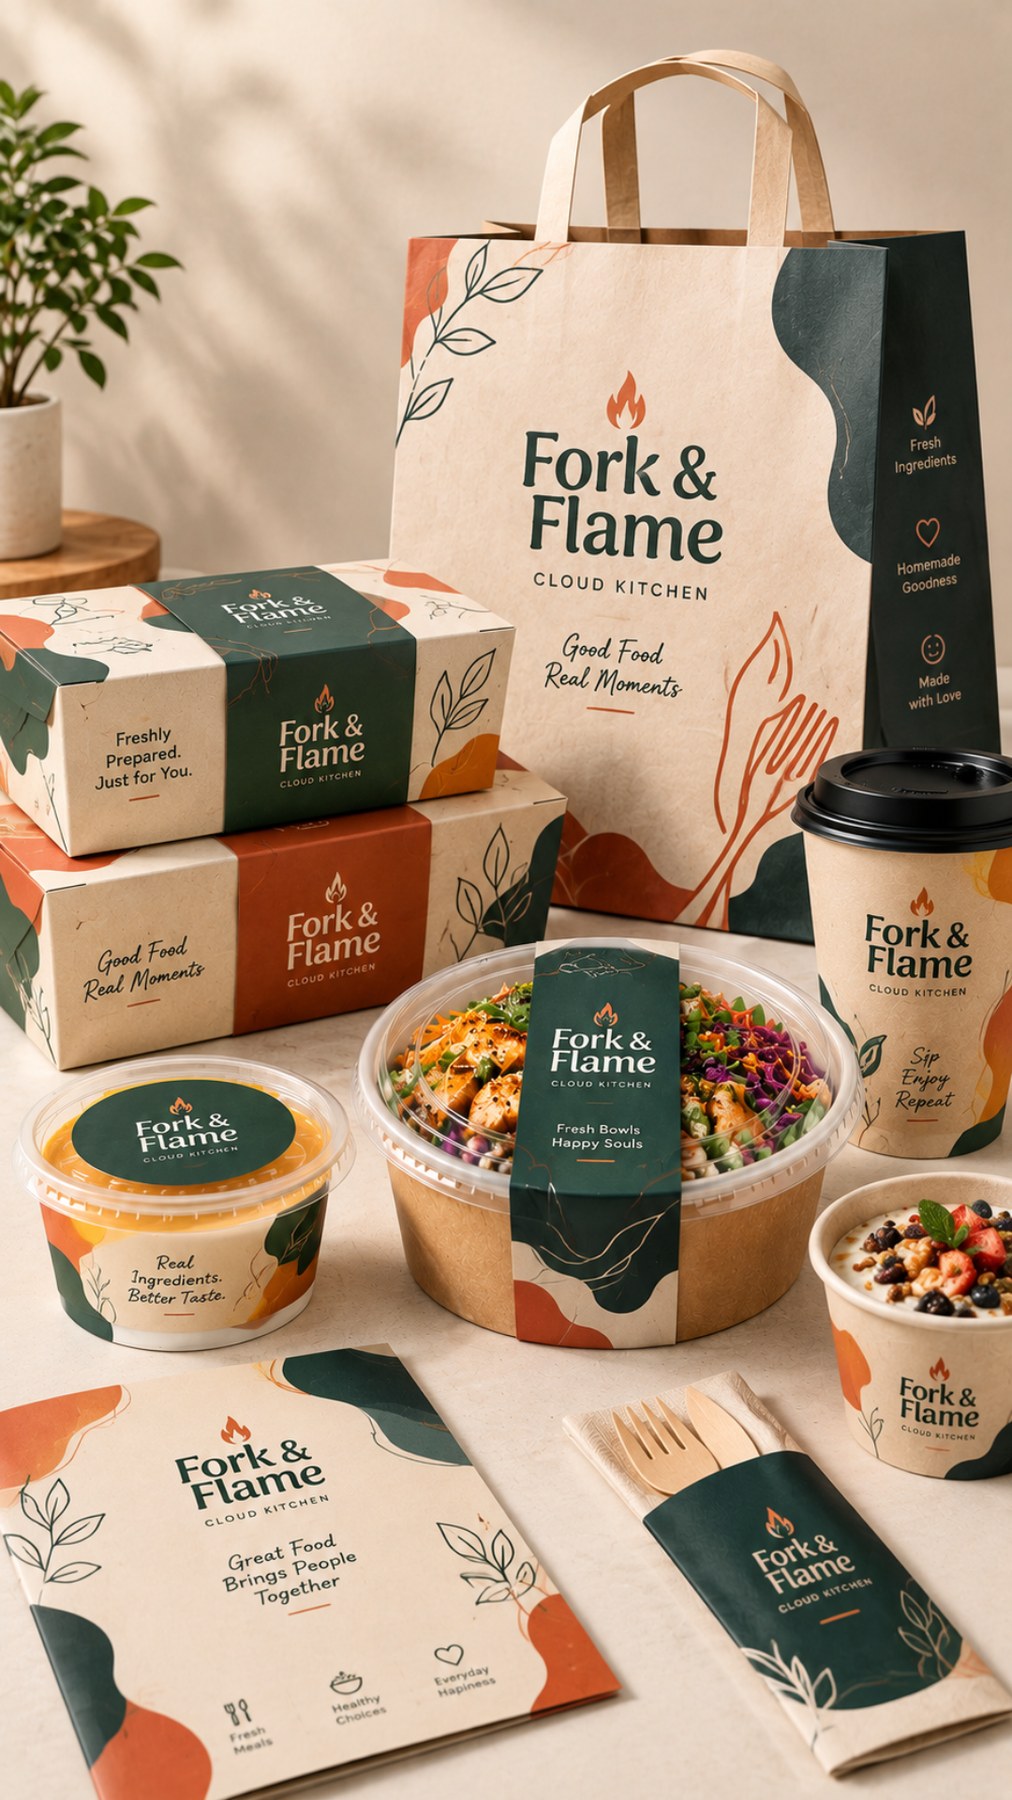 Fork &
Flame
CLOUD KITCHEN
Good Food
Real Moments
Fresh
Ingredients
Homemade
Goodness
Made
with Love
Fork &
Flame
CLOUD KITCHEN
Freshly
Prepared.
Just for You.
Fork &
Flame
CLOUD KITCHEN
Good Food
Real Moments
Fork &
Flame
CLOUD KITCHEN
Fork &
Flame
CLOUD KITCHEN
Sip
Enjoy
Repeat
Fork &
Flame
CLOUD KITCHEN
Fresh Bowls
Happy Souls
Fork &
Flame
CLOUD KITCHEN
Real
Ingredients.
Better Taste.
Fork &
Flame
CLOUD KITCHEN
Fork &
Flame
CLOUD KITCHEN
Great Food
Brings People
Together
Fresh
Meals
Healthy
Choices
Everyday
Hapiness
Fork &
Flame
CLOUD KITCHEN